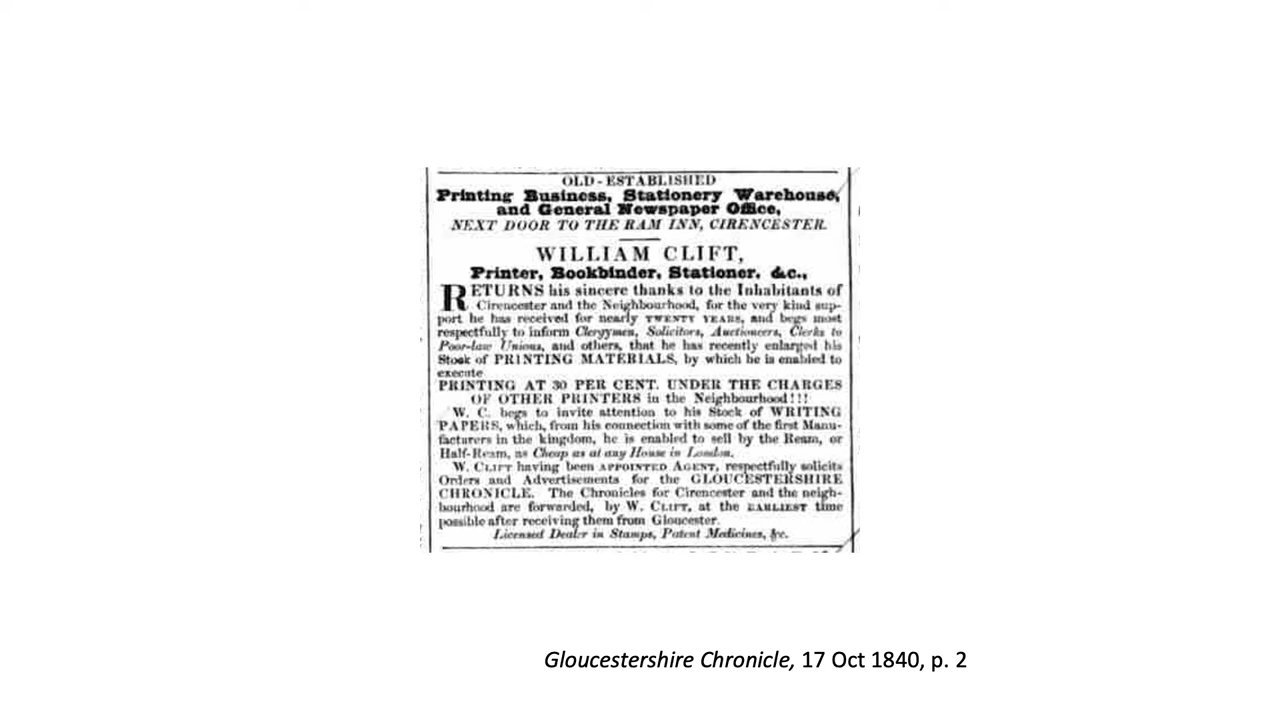 OLD-ESTABLISHED
Printing Business, Stationery Warehouse,
and General Newspaper Office,
NEXT DOOR TO THE RAM INN, CIRENCESTER.
WILLIAM CLIFT,
Printer, Bookbinder, Stationer, &c.,
RETURNS his sincere thanks to the Inhabitants of
Cirencester and the Neighbourhood, for the very kind sup-
port he has received for nearly TWENTY YEARS, and begs most
respectfully to inform Clergymen, Solicitors, Auctioneers, Clerks to
Poor-law Unions, and others, that he has recently enlarged his
Stock of PRINTING MATERIALS, by which he is enabled to
execute
PRINTING AT 30 PER CENT. UNDER THE CHARGES
OF OTHER PRINTERS in the Neighbourhood!!!
W. C. begs to invite attention to his Stock of WRITING
PAPERS, which, from his connection with some of the first Manu-
facturers in the kingdom, he is enabled to sell by the Ream, or
Half-Ream, as Cheap as at any House in London.
W. CLIFT having been APPOINTED AGENT, respectfully solicits
Orders and Advertisements for the GLOUCESTERSHIRE
CHRONICLE. The Chronicles for Cirencester and the neigh-
bourhood are forwarded, by W. CLIFT, at the EARLIEST time
possible after receiving them from Gloucester.
Licensed Dealer in Stamps, Patent Medicines, &c.
Gloucestershire Chronicle, 17 Oct 1840, p. 2